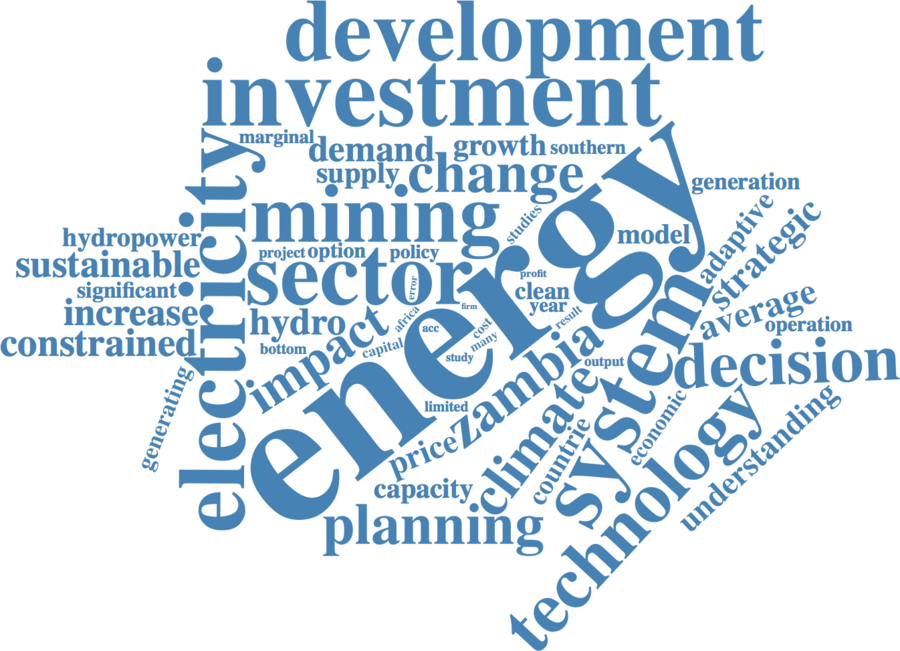 development
investment
electricity
marginal
demand
growth
southern
supply
change
energy
generation
mining
studies
adaptive
strategic
hydropower
project
option
policy
model
sustainable
sector
error
profit
clean
significant
year
increase
hydro
africa
acc
firm
result
average
operation
constrained
bottom
impact
capital
cost
many
study
zambia
output
system
decision
generating
limited
price
climate
countrie
economic
technology
understanding
capacity
planning